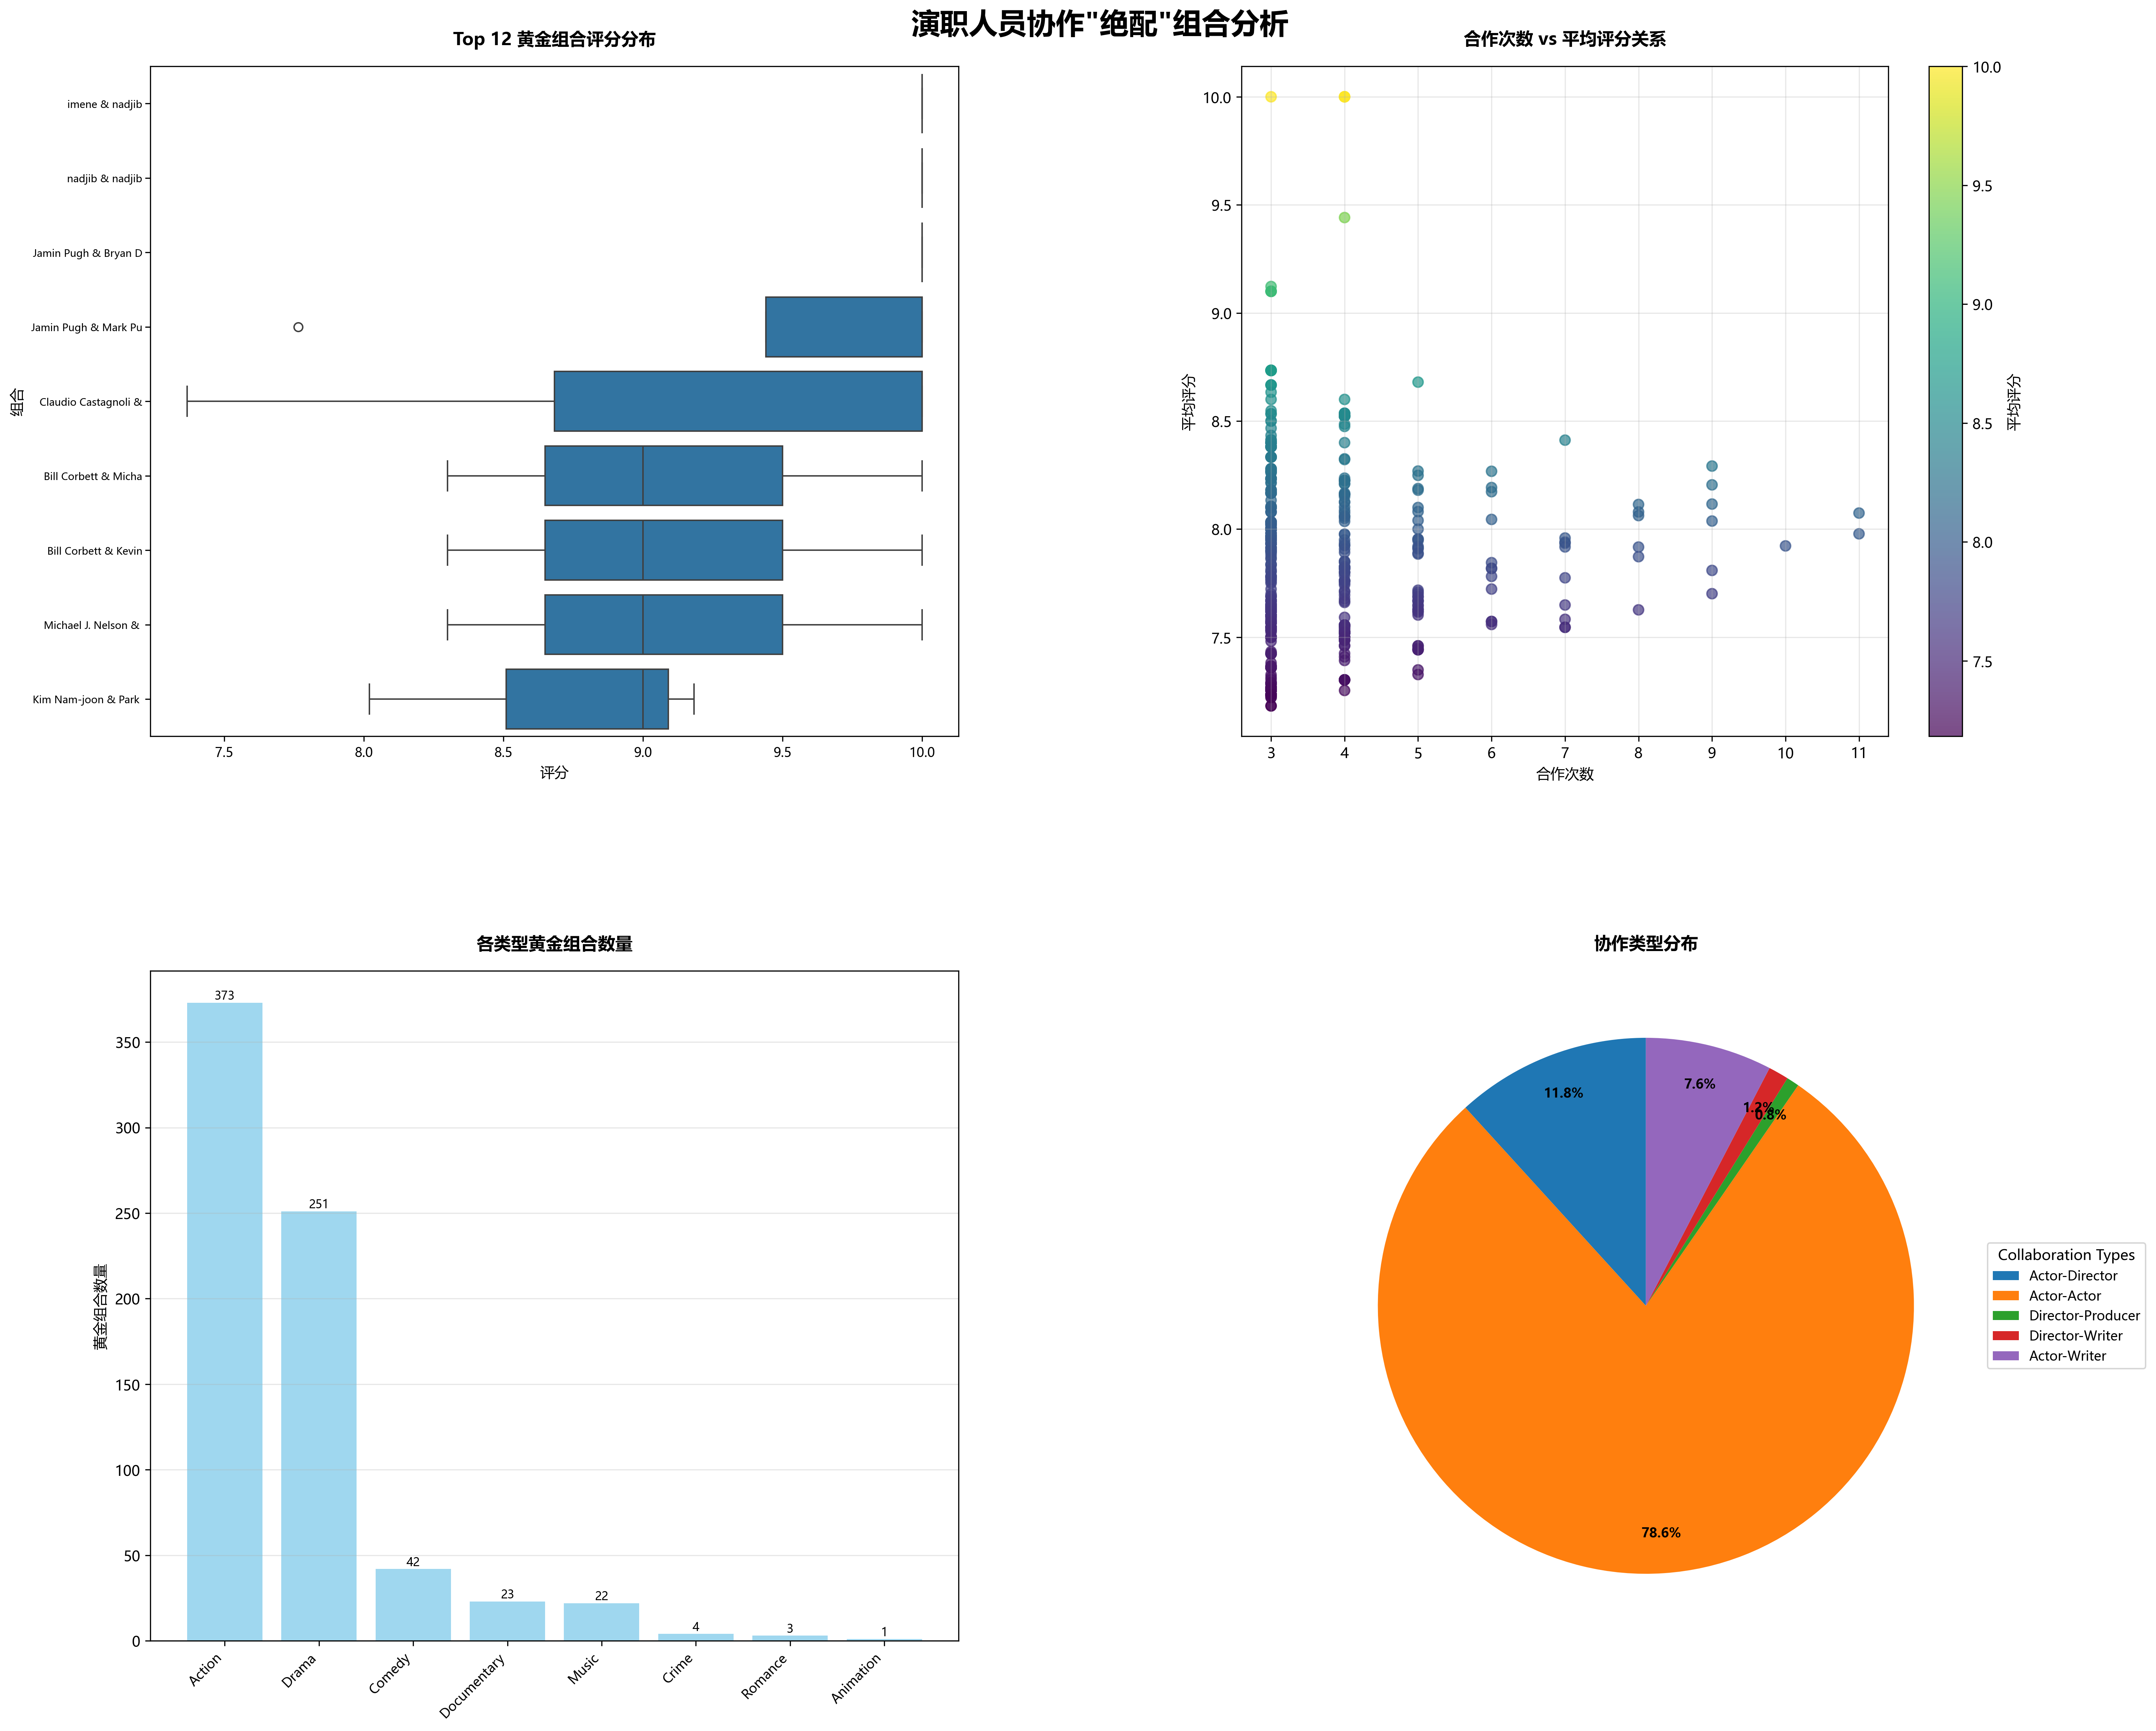 演职人员协作"绝配"组合分析
Top 12 黄金组合评分分布
组合
imene & nadjib
nadjib & nadjib
Jamin Pugh & Bryan D
Jamin Pugh & Mark Pu
Claudio Castagnoli &
Bill Corbett & Micha
Bill Corbett & Kevin
Michael J. Nelson &
Kim Nam-joon & Park
7.5
8.0
8.5
9.0
9.5
10.0
评分
合作次数 vs 平均评分关系
平均评分
10.0
9.5
9.0
8.5
8.0
7.5
3
4
5
6
7
8
9
10
11
合作次数
10.0
9.5
9.0
8.5
8.0
7.5
平均评分
各类型黄金组合数量
黄金组合数量
350
300
250
200
150
100
50
0
373
251
42
23
22
4
3
1
Action
Drama
Comedy
Documentary
Music
Crime
Romance
Animation
协作类型分布
11.8%
7.6%
1.2%
0.8%
78.6%
Collaboration Types
Actor-Director
Actor-Actor
Director-Producer
Director-Writer
Actor-Writer